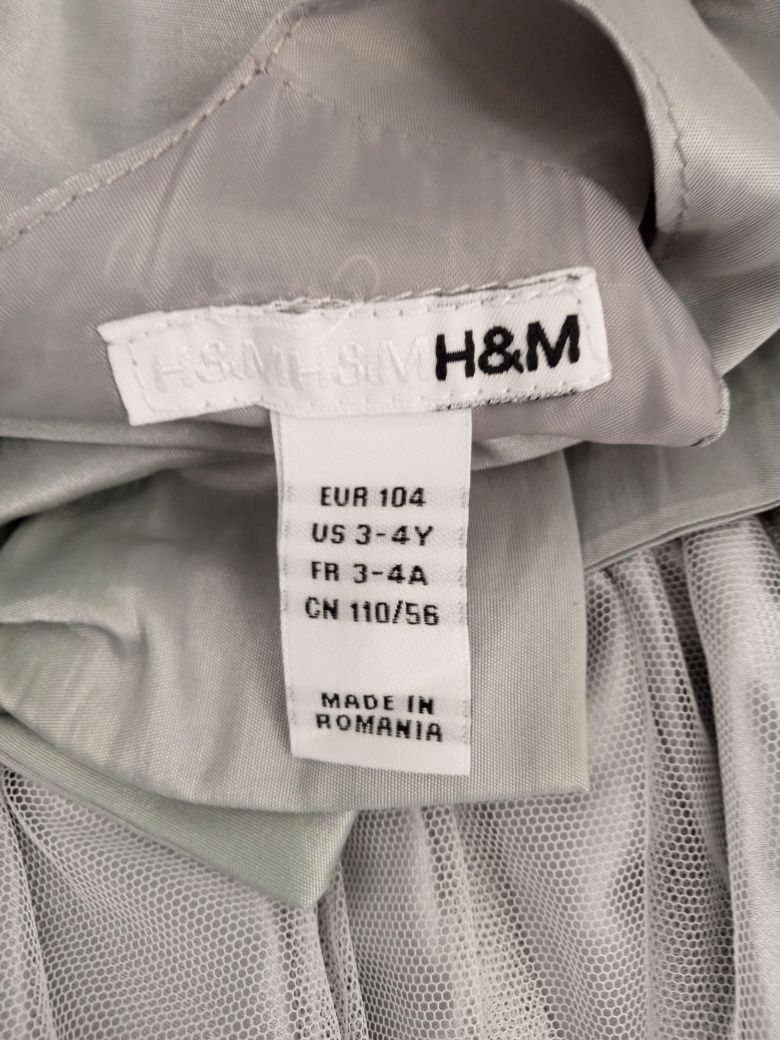 H&M H&M H&M
EUR 104
US 3-4Y
FR 3-4A
CN 110/56
MADE IN
ROMANIA